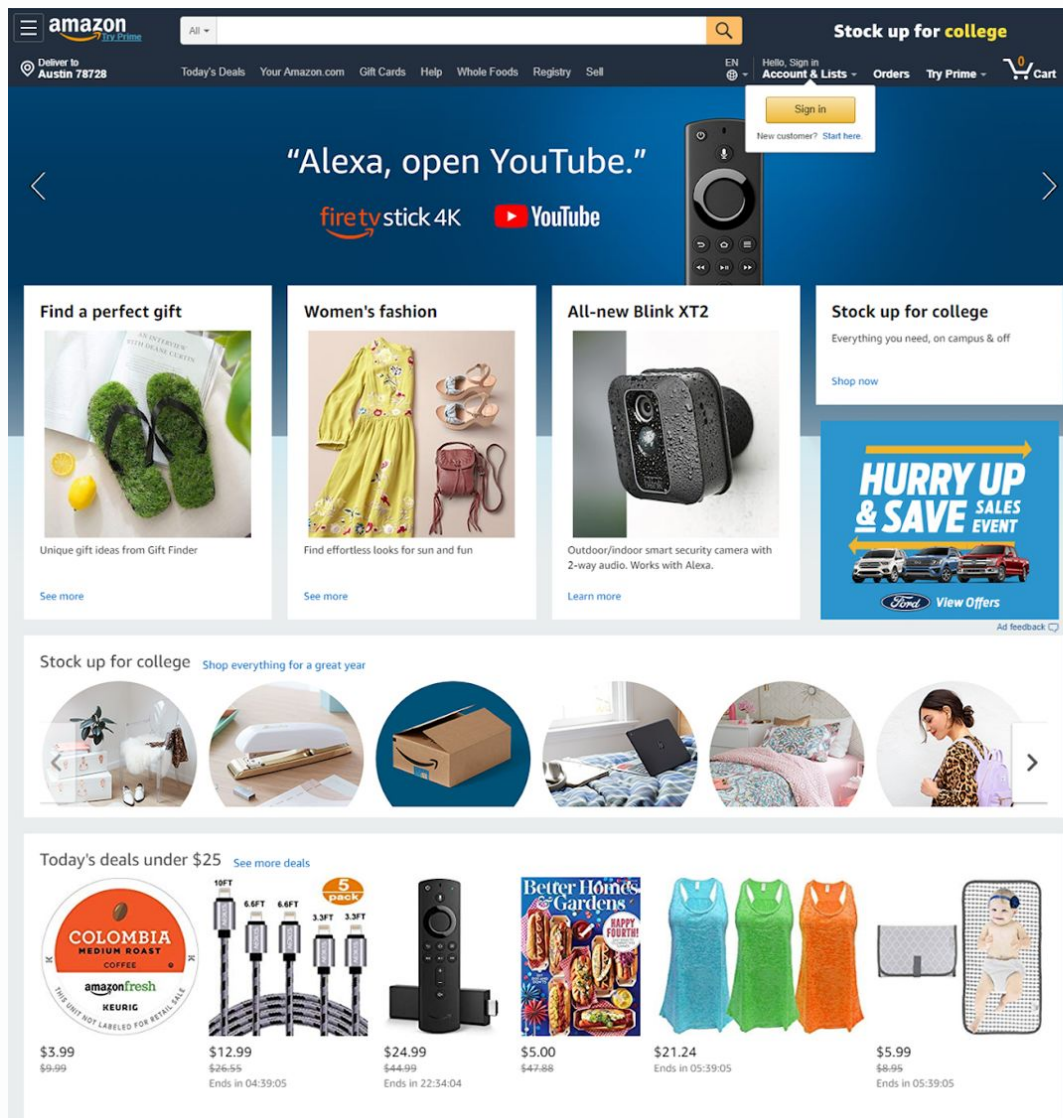 amazon
Try Prime
All
Stock up for college
Deliver to
Austin 78728
Today's Deals
Your Amazon.com
Gift Cards
Help
Whole Foods
Registry
Sell
EN
Hello, Sign in
Account & Lists
Orders
Try Prime
0
Cart
Sign in
New customer? Start here.
"Alexa, open YouTube."
firetv stick 4K
YouTube
Find a perfect gift
AN INTERVIEW
WITH DEANE CURTIN
Unique gift ideas from Gift Finder
See more
Women's fashion
Find effortless looks for sun and fun
See more
All-new Blink XT2
Outdoor/indoor smart security camera with
2-way audio. Works with Alexa.
Learn more
Stock up for college
Everything you need, on campus & off
Shop now
HURRY UP
& SAVE
SALES
EVENT
Ford
View Offers
Ad feedback
Stock up for college
Shop everything for a great year
Today's deals under $25
See more deals
COLOMBIA
MEDIUM ROAST
COFFEE
amazonfresh
KEURIG
THIS UNIT NOT LABELED FOR RETAIL SALE
$3.99
$9.99
10FT
6.6FT
6.6FT
3.3FT
3.3FT
5
pack
$12.99
$26.55
Ends in 04:39:05
$24.99
$44.99
Ends in 22:34:04
Better Homes
& Gardens
HAPPY
FOURTH!
$5.00
$47.88
$21.24
Ends in 05:39:05
$5.99
$8.95
Ends in 05:39:05